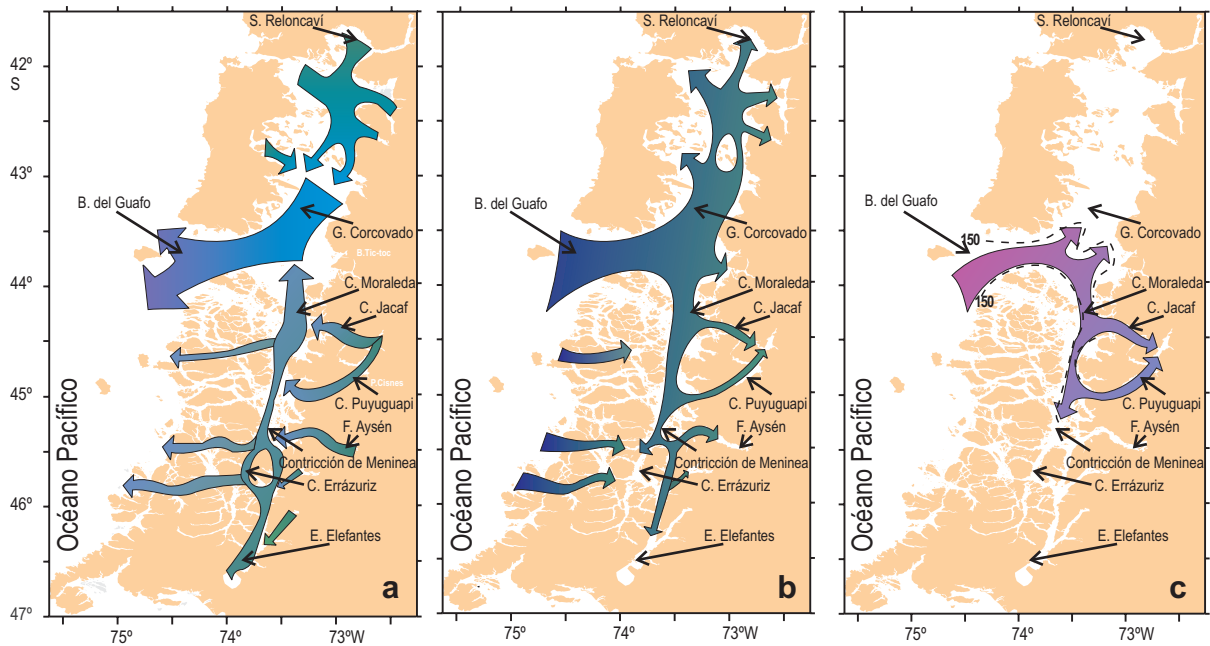 S. Reloncaví
42º
S
43º
B. del Guafo
G. Corcovado
B.Tic-toc
44º
C. Moraleda
C. Jacaf
P.Cisnes
45º
C. Puyuguapi
F. Aysén
Contricción de Meninea
C. Errázuriz
46º
E. Elefantes
Océano Pacífico
a
47º
75º
74º
73ºW
S. Reloncaví
B. del Guafo
G. Corcovado
C. Moraleda
C. Jacaf
C. Puyuguapi
F. Aysén
Contricción de Meninea
C. Errázuriz
E. Elefantes
Océano Pacífico
b
75º
74º
73ºW
S. Reloncaví
B. del Guafo
150
G. Corcovado
150
C. Moraleda
C. Jacaf
C. Puyuguapi
F. Aysén
Contricción de Meninea
C. Errázuriz
E. Elefantes
Océano Pacífico
c
75º
74º
73ºW